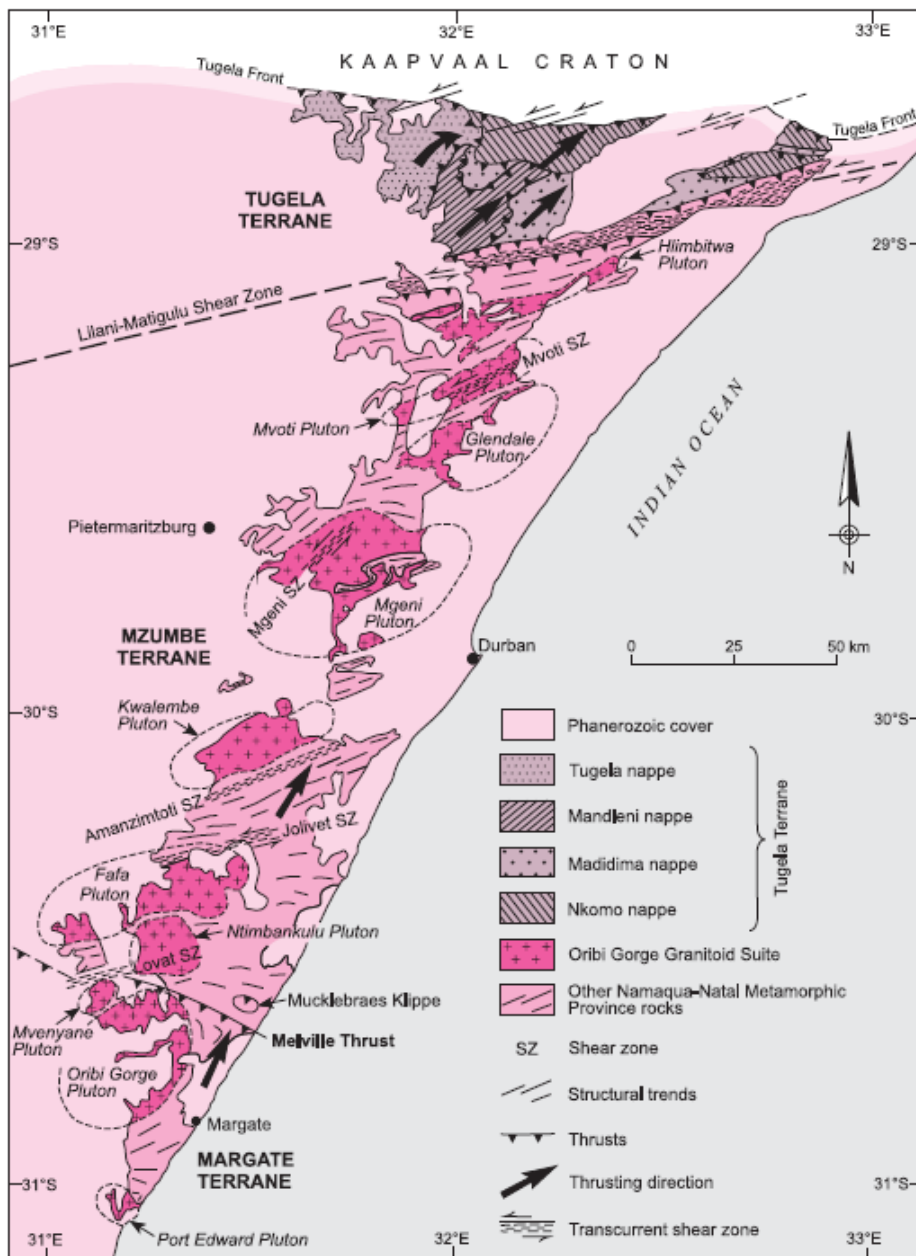 31°E
32°E
33°E
KAAPVAAL CRATON
Tugela Front
Tugela Front
TUGELA
TERRANE
29°S
29°S
Hlimbitwa
Pluton
Lilani-Matigulu Shear Zone
Mvoti SZ
Mvoti Pluton
Glendale
Pluton
INDIAN OCEAN
Pietermaritzburg
N
Mgeni SZ
Mgeni
Pluton
MZUMBE
TERRANE
Durban
0 25 50 km
Kwalembe
Pluton
30°S
30°S
Phanerozoic cover
Tugela nappe
Mandleni nappe
Madidima nappe
Nkomo nappe
Tugela Terrane
Oribi Gorge Granitoid Suite
Other Namaqua-Natal Metamorphic
Province rocks
SZ Shear zone
Structural trends
Thrusts
Thrusting direction
Transcurrent shear zone
Amanzimtoti SZ
Jolivet SZ
Fafa
Pluton
Ntimbankulu Pluton
ovat SZ
Mucklebraes Klippe
Mvenyane
Pluton
Melville Thrust
Oribi Gorge
Pluton
Margate
MARGATE
TERRANE
31°S
31°S
Port Edward Pluton
31°E
32°E
33°E